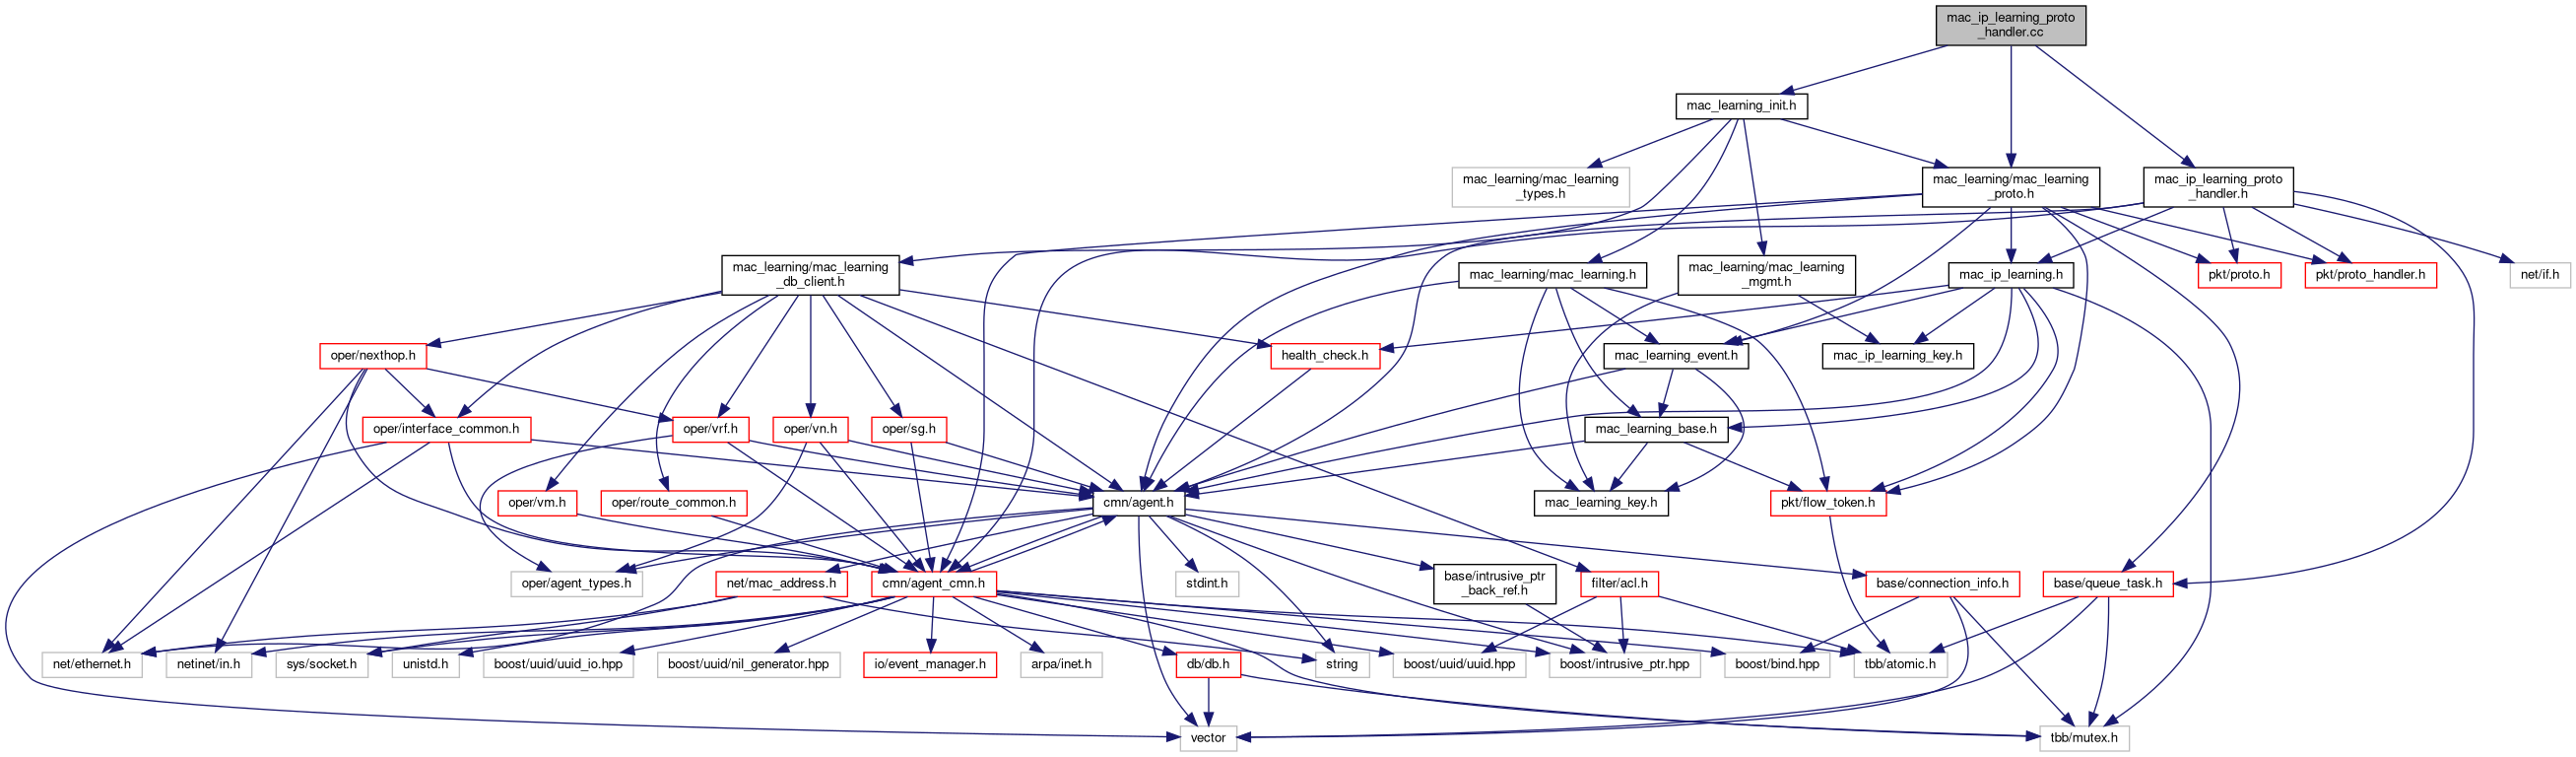 mac_ip_learning_proto
_handler.cc
mac_learning_init.h
mac_learning/mac_learning
_types.h
mac_learning/mac_learning
_proto.h
mac_ip_learning_proto
_handler.h
mac_learning/mac_learning
_db_client.h
mac_learning/mac_learning.h
mac_learning/mac_learning
_mgmt.h
mac_ip_learning.h
pkt/proto.h
pkt/proto_handler.h
net/if.h
oper/nexthop.h
health_check.h
mac_learning_event.h
mac_ip_learning_key.h
oper/interface_common.h
oper/vrf.h
oper/vn.h
oper/sg.h
mac_learning_base.h
oper/vm.h
oper/route_common.h
cmn/agent.h
mac_learning_key.h
pkt/flow_token.h
oper/agent_types.h
net/mac_address.h
cmn/agent_cmn.h
stdint.h
base/intrusive_ptr
_back_ref.h
filter/acl.h
base/connection_info.h
base/queue_task.h
net/ethernet.h
netinet/in.h
sys/socket.h
unistd.h
boost/uuid/uuid_io.hpp
boost/uuid/nil_generator.hpp
io/event_manager.h
arpa/inet.h
db/db.h
string
boost/uuid/uuid.hpp
boost/intrusive_ptr.hpp
boost/bind.hpp
tbb/atomic.h
vector
tbb/mutex.h